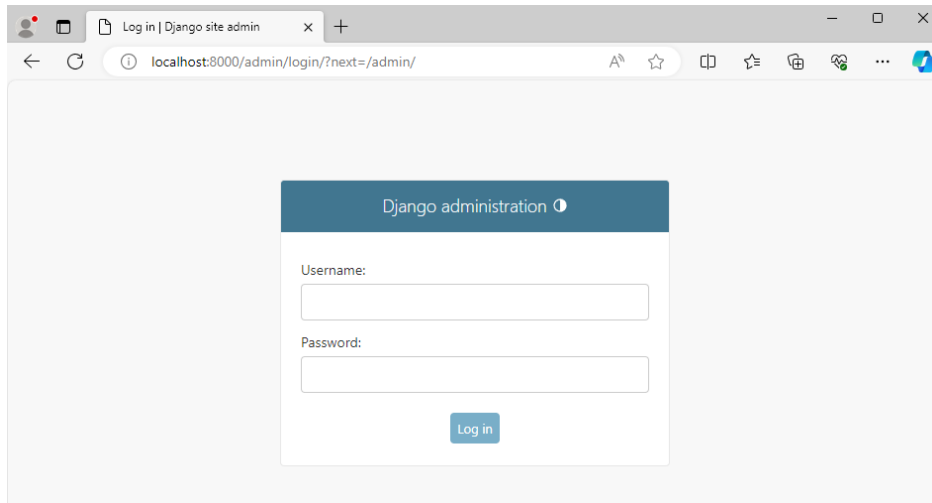 Log in | Django site admin
localhost:8000/admin/login/?next=/admin/
Django administration
Username:
Password:
Log in